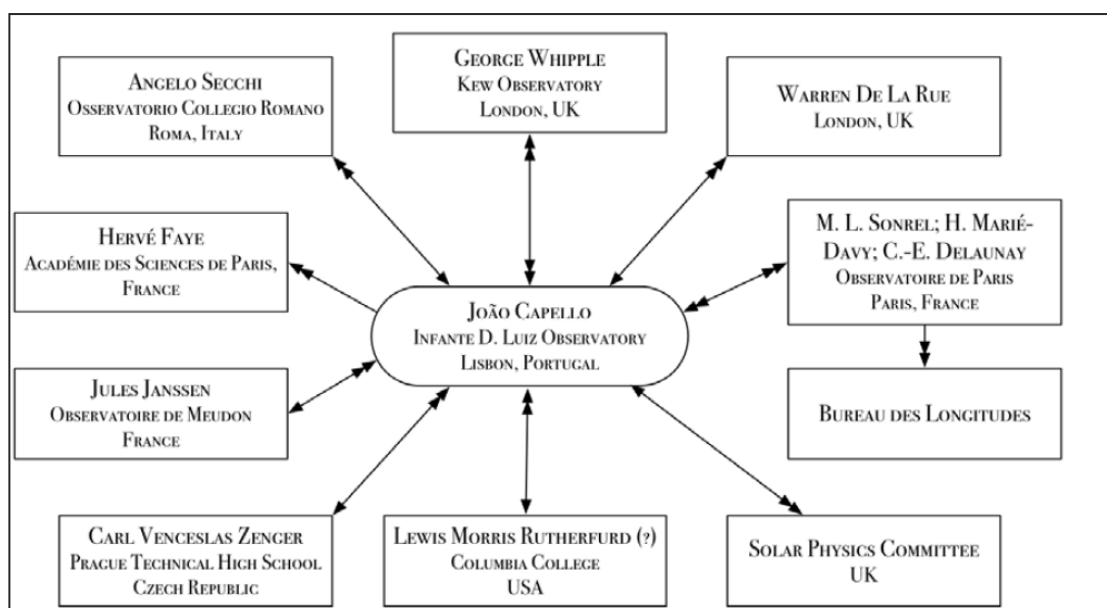 Angelo Secchi
Osservatorio Collegio Romano
Roma, Italy
George Whipple
Kew Observatory
London, UK
Warren De La Rue
London, UK
Hervé Faye
Académie des Sciences de Paris,
France
M. L. Sonrel; H. Marié-
Davy; C.-E. Delaunay
Observatoire de Paris
Paris, France
João Capello
Infante D. Luiz Observatory
Lisbon, Portugal
Jules Janssen
Observatoire de Meudon
France
Bureau des Longitudes
Carl Venceslas Zenger
Prague Technical High School
Czech Republic
Lewis Morris Rutherfurd (?)
Columbia College
USA
Solar Physics Committee
UK